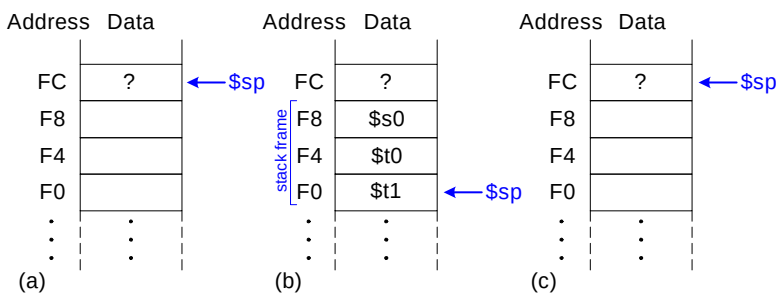 Address Data Address Data Address Data
FC ? $sp FC ? $sp FC ? $sp
F8 F8 $s0 F8
F4 F4 $t0 F4
F0 F0 $t1 $sp F0
stack frame
(a) (b) (c)